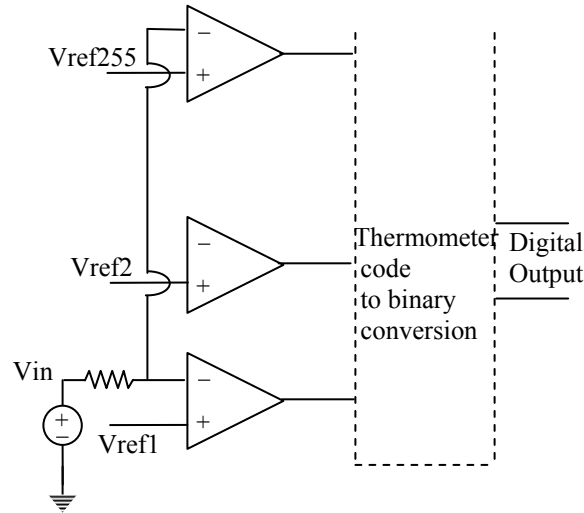 −
Vref255
+
−
Vref2
+
Thermometer
code
to binary
conversion
Digital
Output
Vin
−
+
−
+
Vref1